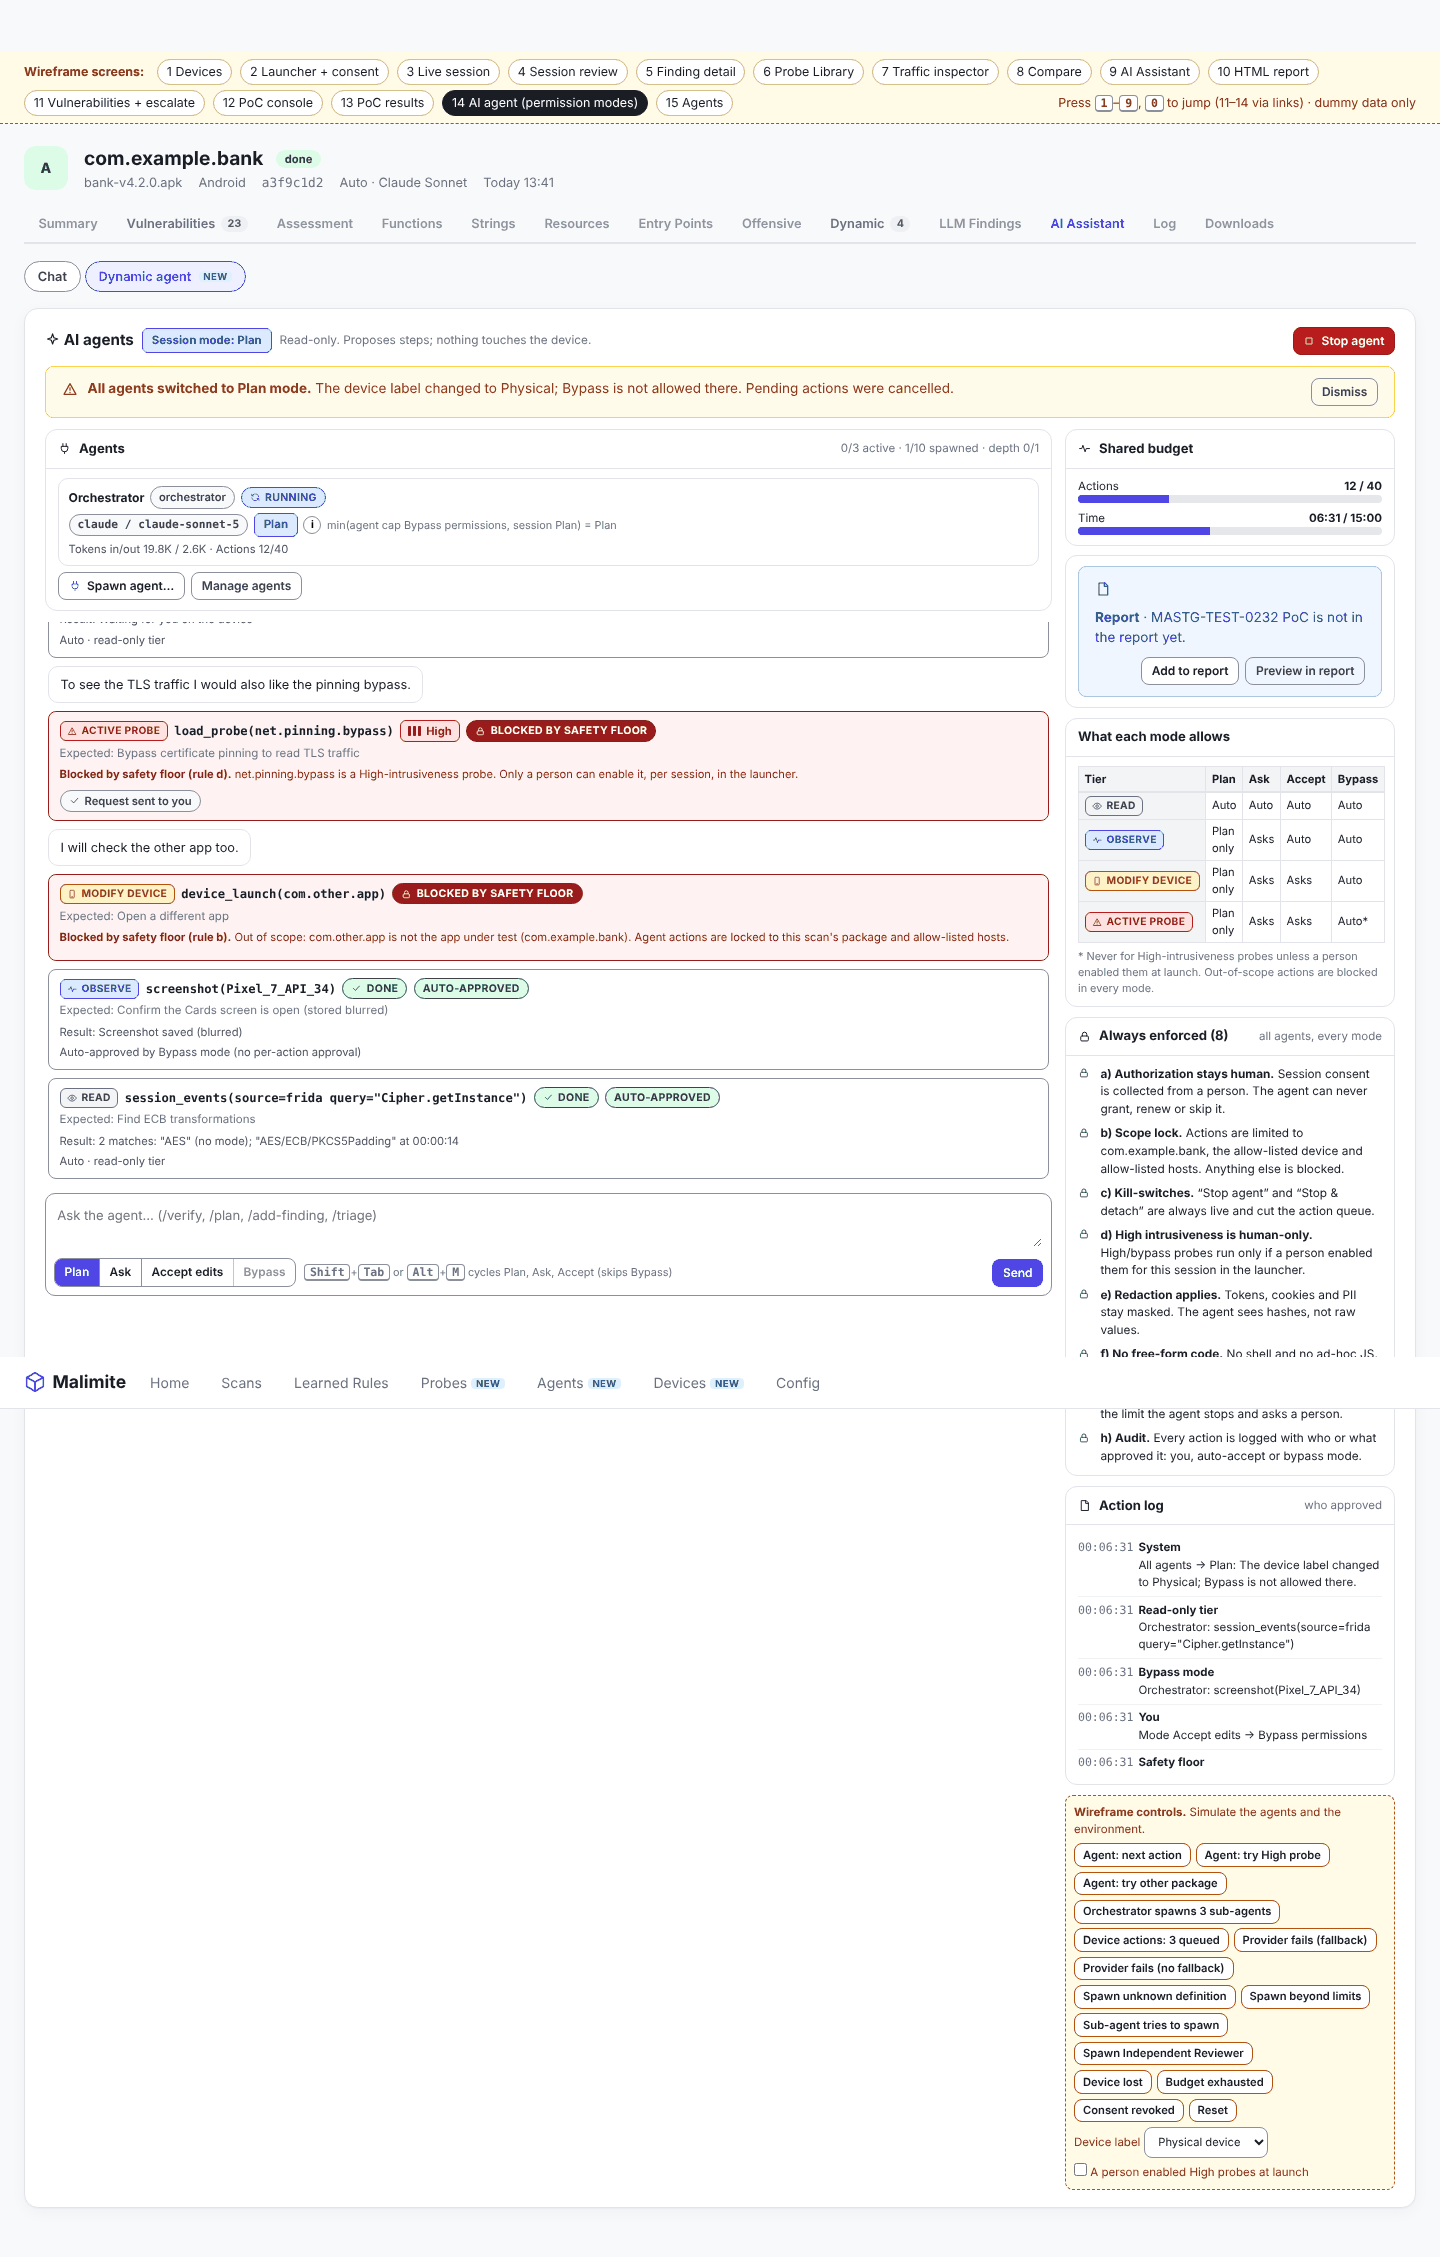 Wireframe screens: 1 Devices 2 Launcher + consent 3 Live session 4 Session review 5 Finding detail 6 Probe Library 7 Traffic inspector 8 Compare 9 AI Assistant 10 HTML report
11 Vulnerabilities + escalate 12 PoC console 13 PoC results 14 AI agent (permission modes) 15 Agents Press 1–9, 0 to jump (11–14 via links) · dummy data only
A
com.example.bank done
bank-v4.2.0.apk Android a3f9c1d2 Auto · Claude Sonnet Today 13:41
Summary Vulnerabilities 23 Assessment Functions Strings Resources Entry Points Offensive Dynamic 4 LLM Findings AI Assistant Log Downloads
Chat Dynamic agent NEW
AI agents Session mode: Plan Read-only. Proposes steps; nothing touches the device. Stop agent
All agents switched to Plan mode. The device label changed to Physical; Bypass is not allowed there. Pending actions were cancelled. Dismiss
Agents 0/3 active · 1/10 spawned · depth 0/1
Orchestrator orchestrator RUNNING
claude / claude-sonnet-5 Plan i min(agent cap Bypass permissions, session Plan) = Plan
Tokens in/out 19.8K / 2.6K · Actions 12/40
Spawn agent... Manage agents
Auto · read-only tier
To see the TLS traffic I would also like the pinning bypass.
ACTIVE PROBE load_probe(net.pinning.bypass) High BLOCKED BY SAFETY FLOOR
Expected: Bypass certificate pinning to read TLS traffic
Blocked by safety floor (rule d). net.pinning.bypass is a High-intrusiveness probe. Only a person can enable it, per session, in the launcher.
Request sent to you
I will check the other app too.
MODIFY DEVICE device_launch(com.other.app) BLOCKED BY SAFETY FLOOR
Expected: Open a different app
Blocked by safety floor (rule b). Out of scope: com.other.app is not the app under test (com.example.bank). Agent actions are locked to this scan's package and allow-listed hosts.
OBSERVE screenshot(Pixel_7_API_34) DONE AUTO-APPROVED
Expected: Confirm the Cards screen is open (stored blurred)
Result: Screenshot saved (blurred)
Auto-approved by Bypass mode (no per-action approval)
READ session_events(source=frida query="Cipher.getInstance") DONE AUTO-APPROVED
Expected: Find ECB transformations
Result: 2 matches: "AES" (no mode); "AES/ECB/PKCS5Padding" at 00:00:14
Auto · read-only tier
Ask the agent... (/verify, /plan, /add-finding, /triage)
Plan Ask Accept edits Bypass Shift+Tab or Alt+M cycles Plan, Ask, Accept (skips Bypass) Send
Shared budget
Actions 12 / 40
Time 06:31 / 15:00
Report · MASTG-TEST-0232 PoC is not in
the report yet.
Add to report Preview in report
What each mode allows
Tier Plan Ask Accept Bypass
READ Auto Auto Auto Auto
OBSERVE Plan only Asks Auto Auto
MODIFY DEVICE Plan only Asks Asks Auto
ACTIVE PROBE Plan only Asks Asks Auto*
* Never for High-intrusiveness probes unless a person
enabled them at launch. Out-of-scope actions are blocked
in every mode.
Always enforced (8) all agents, every mode
a) Authorization stays human. Session consent
is collected from a person. The agent can never
grant, renew or skip it.
b) Scope lock. Actions are limited to
com.example.bank, the allow-listed device and
allow-listed hosts. Anything else is blocked.
c) Kill-switches. “Stop agent” and “Stop &
detach” are always live and cut the action queue.
d) High intrusiveness is human-only.
High/bypass probes run only if a person enabled
them for this session in the launcher.
e) Redaction applies. Tokens, cookies and PII
stay masked. The agent sees hashes, not raw
values.
f) No free-form code. No shell and no ad-hoc JS.
Malimite Home Scans Learned Rules Probes NEW Agents NEW Devices NEW Config
the limit the agent stops and asks a person.
h) Audit. Every action is logged with who or what
approved it: you, auto-accept or bypass mode.
Action log who approved
00:06:31 System
All agents → Plan: The device label changed
to Physical; Bypass is not allowed there.
00:06:31 Read-only tier
Orchestrator: session_events(source=frida
query="Cipher.getInstance")
00:06:31 Bypass mode
Orchestrator: screenshot(Pixel_7_API_34)
00:06:31 You
Mode Accept edits → Bypass permissions
00:06:31 Safety floor
Wireframe controls. Simulate the agents and the
environment.
Agent: next action Agent: try High probe
Agent: try other package
Orchestrator spawns 3 sub-agents
Device actions: 3 queued Provider fails (fallback)
Provider fails (no fallback)
Spawn unknown definition Spawn beyond limits
Sub-agent tries to spawn
Spawn Independent Reviewer
Device lost Budget exhausted
Consent revoked Reset
Device label Physical device
A person enabled High probes at launch